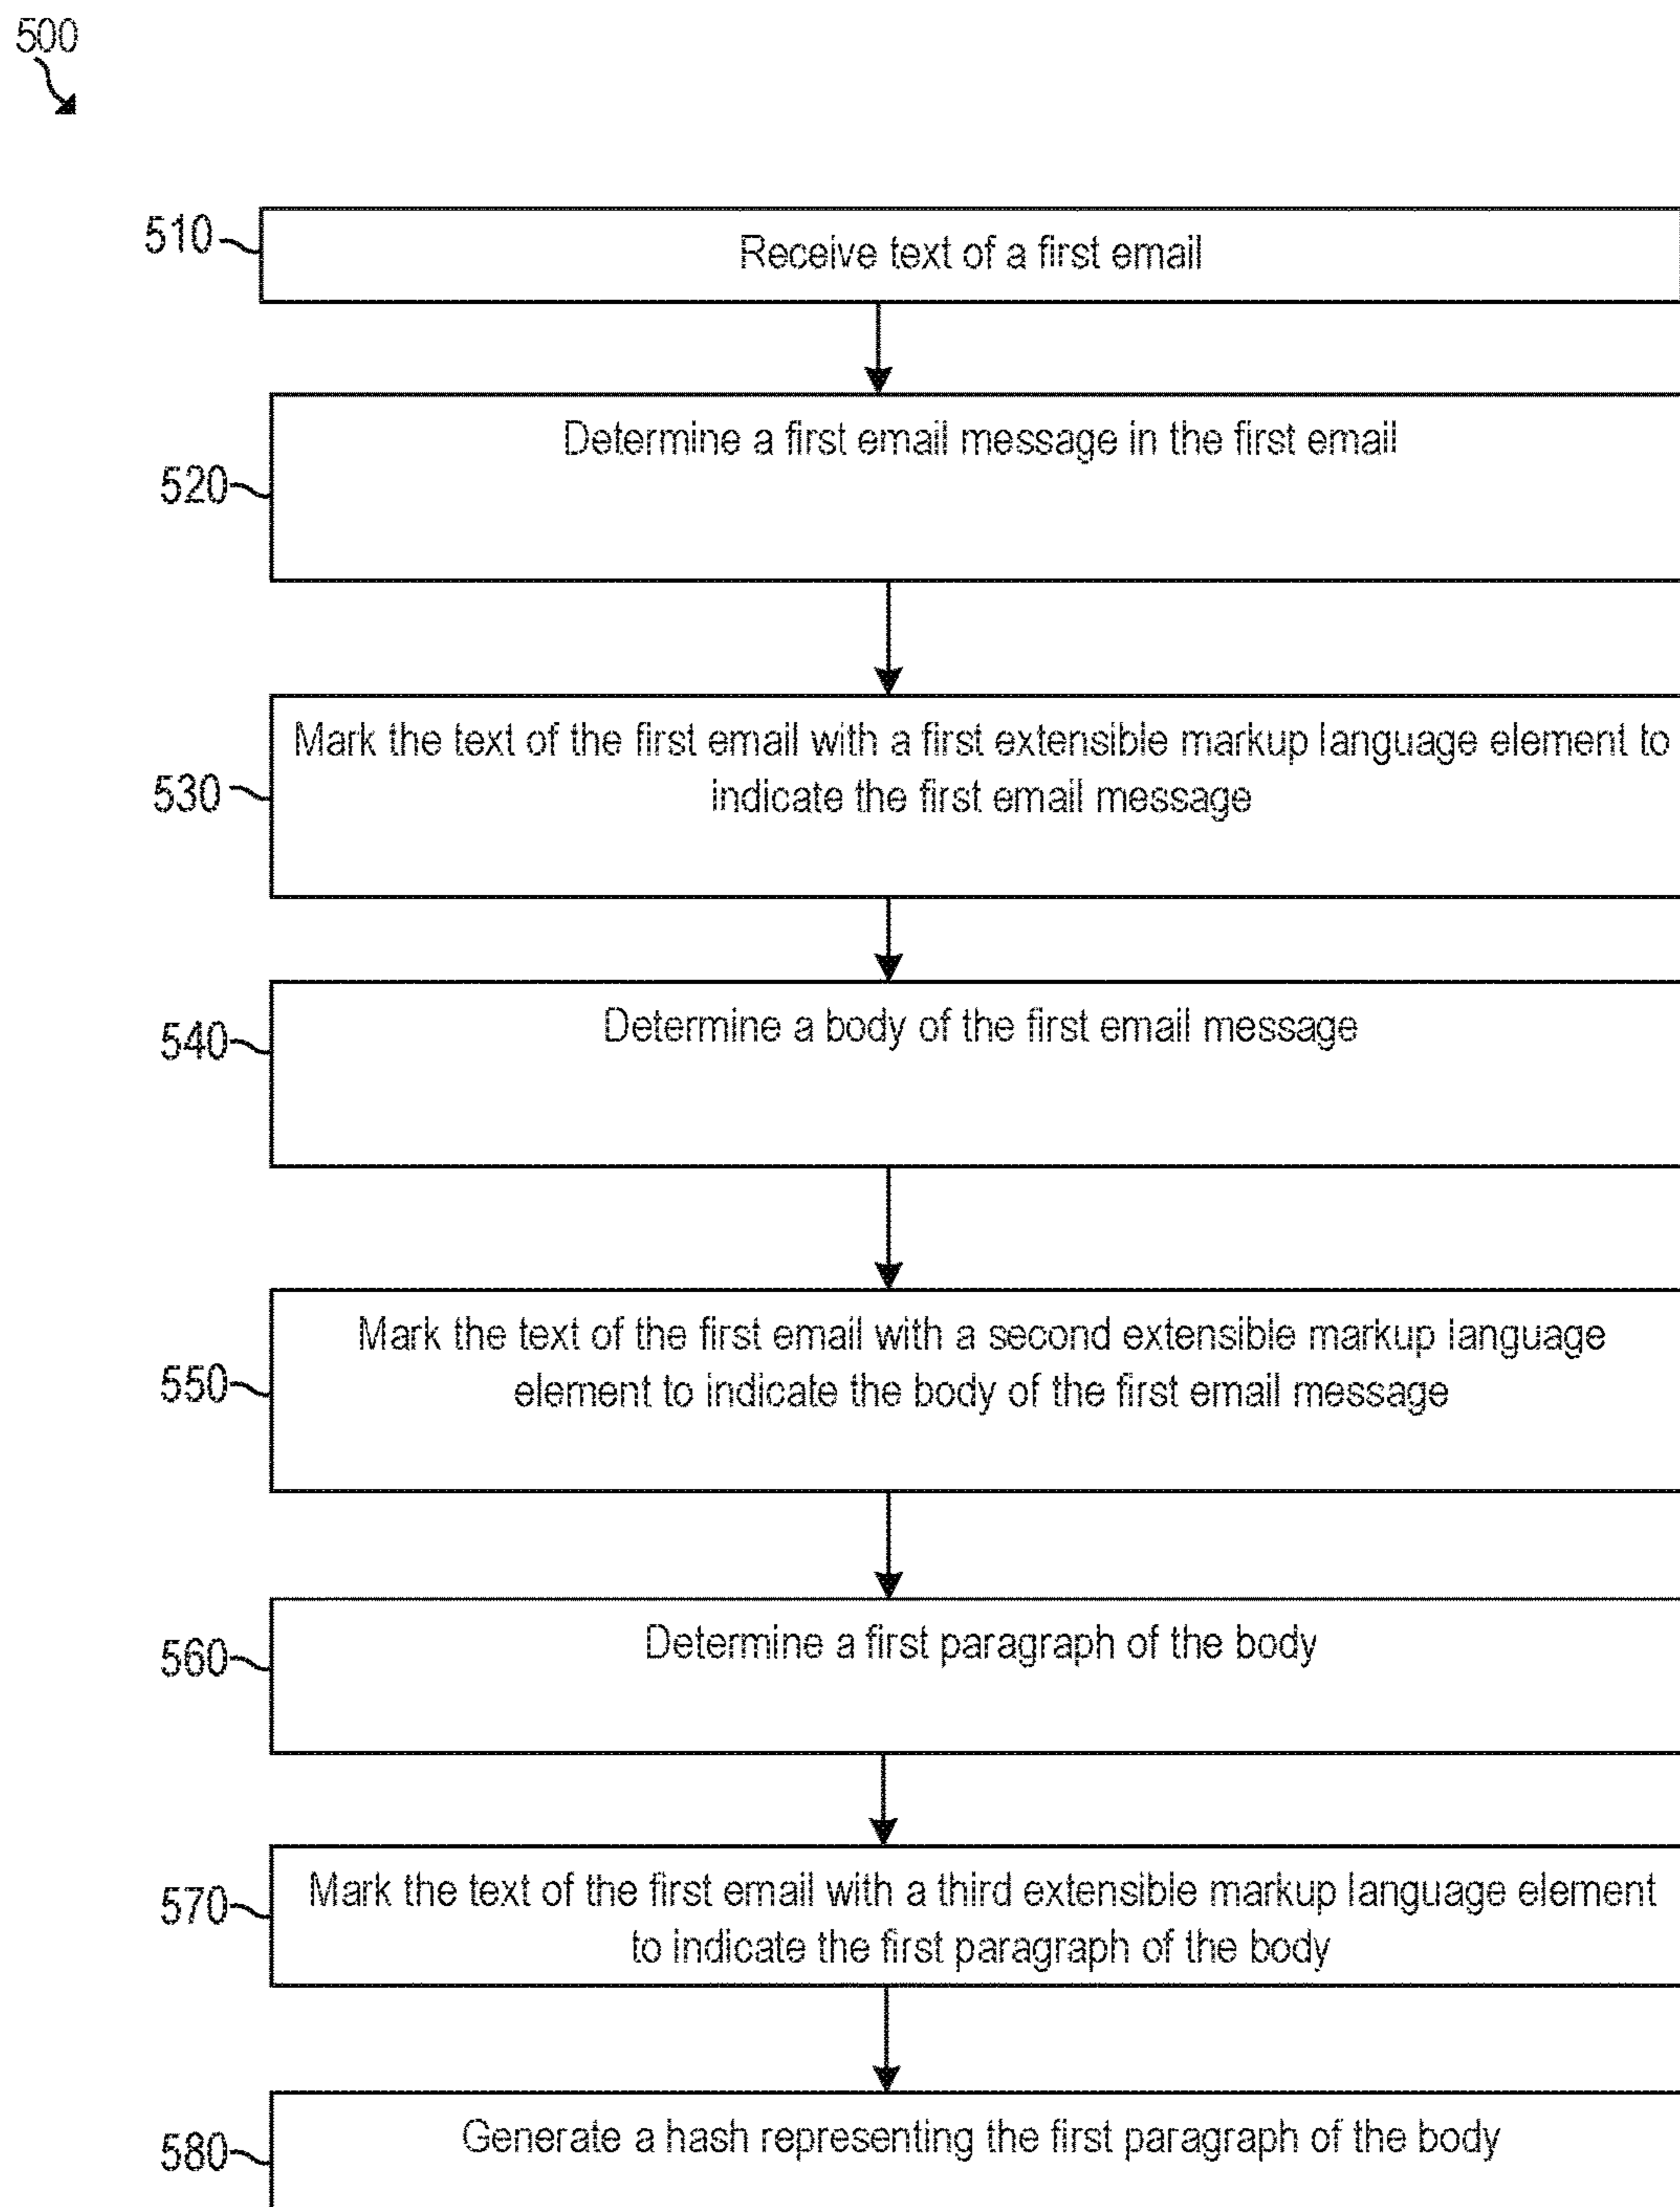 500
510
Receive text of a first email
Determine a first email message in the first email
520
Mark the text of the first email with a first extensible markup language element to
530
indicate the first email message
Determine a body of the first email message
540
Mark the text of the first email with a second extensible markup language
550
element to indicate the body of the first email message
Determine a first paragraph of the body
560
Mark the text of the first email with a third extensible markup language element
570
to indicate the first paragraph of the body
Generate a hash representing the first paragraph of the body
580